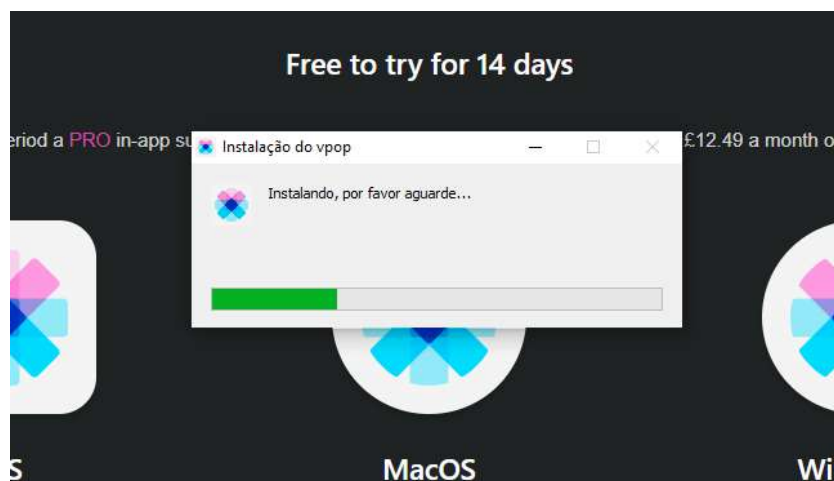 Free to try for 14 days
eriod a PRO in-app su
£12.49 a month o
Instalação do vpop
Instalando, por favor aguarde...
S
MacOS
Wi